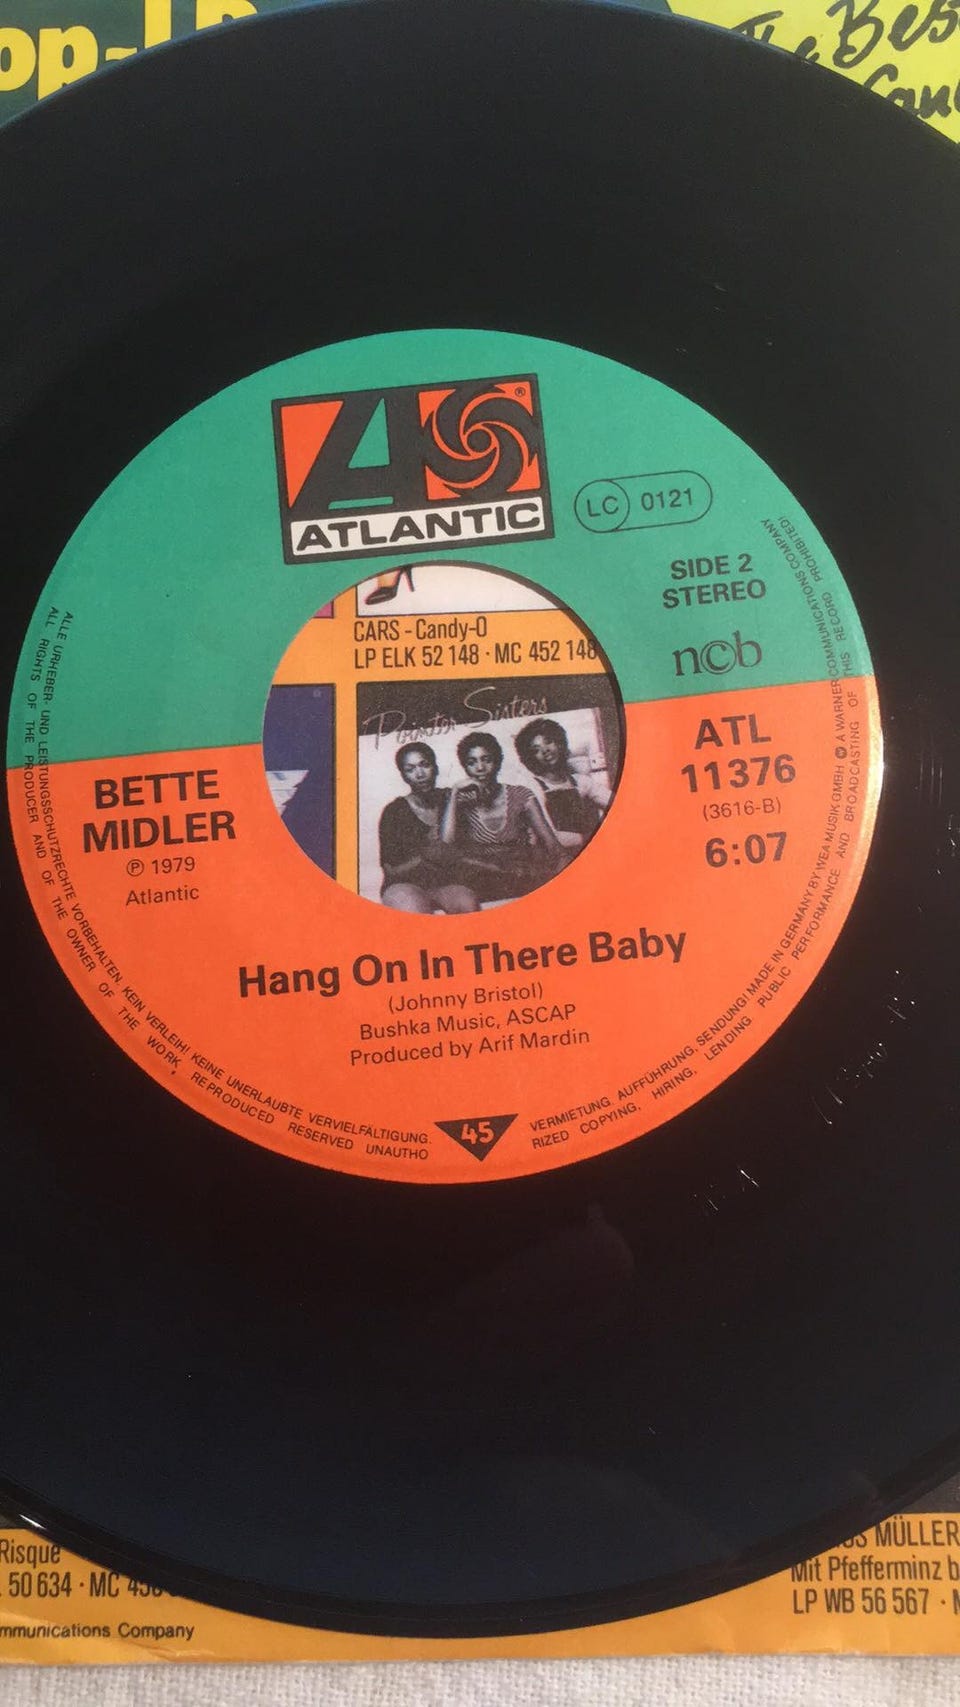 The Bes
ATLANTIC
®
LC 0121
SIDE 2
STEREO
ncb
CARS - Candy-O
LP ELK 52 148 · MC 452 148
Pointer Sisters
BETTE
MIDLER
℗ 1979
Atlantic
ATL
11376
(3616-B)
6:07
Hang On In There Baby
(Johnny Bristol)
Bushka Music, ASCAP
Produced by Arif Mardin
45
ALLE URHEBER- UND LEISTUNGSSCHUTZRECHTE VORBEHALTEN. KEIN VERLEIH! KEINE UNERLAUBTE VERVIELFÄLTIGUNG. VERMIETUNG. AUFFÜHRUNG. SENDUNG! MADE IN GERMANY BY WEA MUSIK GMBH A WARNER COMMUNICATIONS COMPANY
ALL RIGHTS OF THE PRODUCER AND OF THE OWNER OF THE WORK, REPRODUCED RESERVED UNAUTHO RIZED COPYING, HIRING, LENDING PUBLIC PERFORMANCE AND BROADCASTING OF THIS RECORD PROHIBITED!
Risque
50 634 · MC 45
mmunications Company
MÜLLER
Mit Pfefferminz b
LP WB 56 567 ·